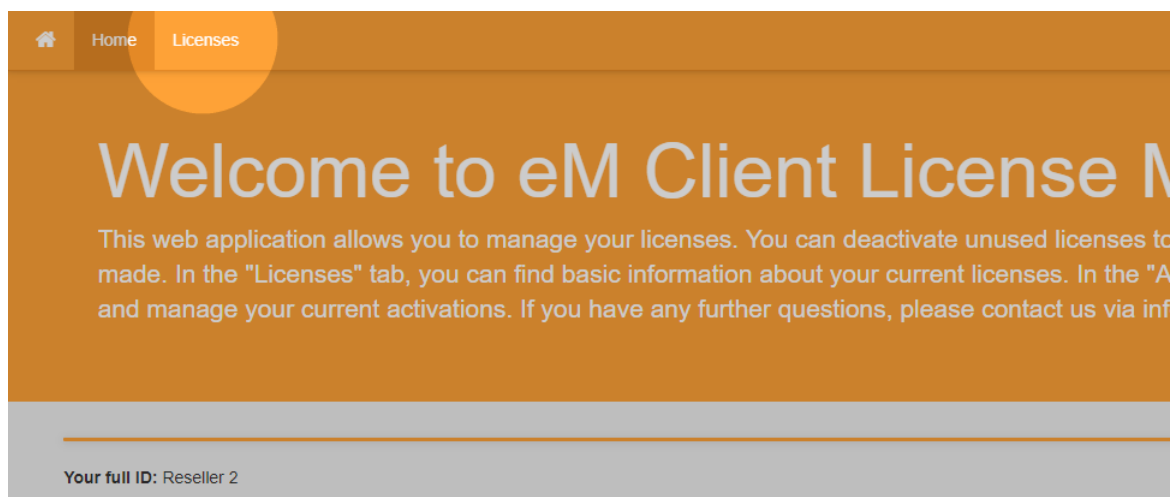 Home Licenses
Welcome to eM Client License
This web application allows you to manage your licenses. You can deactivate unused licenses to
made. In the "Licenses" tab, you can find basic information about your current licenses. In the "A
and manage your current activations. If you have any further questions, please contact us via inf
Your full ID: Reseller 2